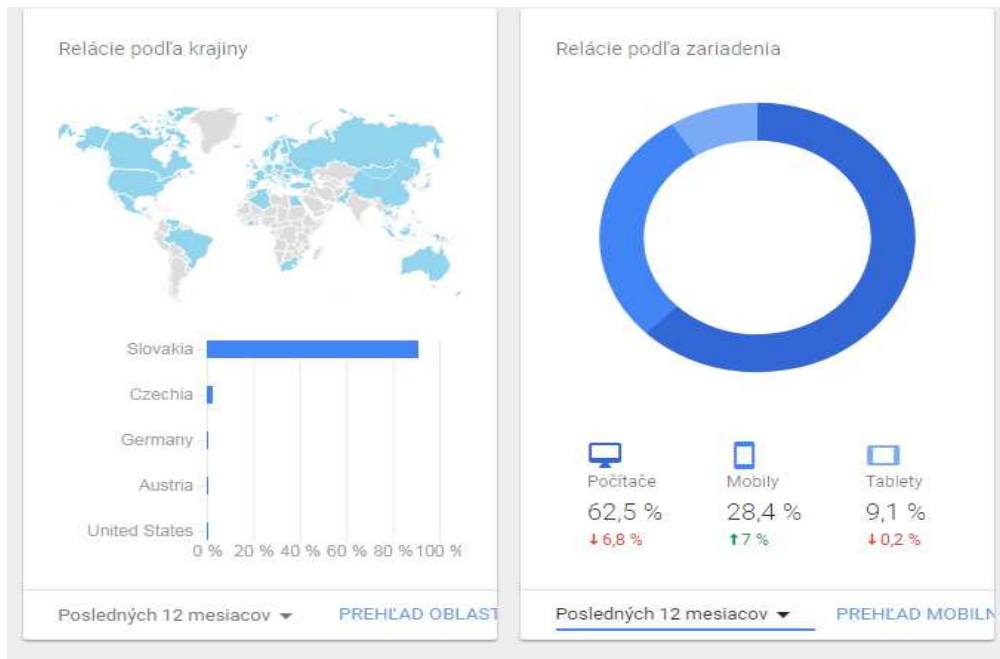 Relácie podľa krajiny
Slovakia
Czechia
Germany
Austria
United States
0 % 20 % 40 % 60 % 80 % 100 %
Posledných 12 mesiacov PREHĽAD OBLAST
Relácie podľa zariadenia
Počítače Mobily Tablety
62,5 % 28,4 % 9,1 %
6,8 % 7 % 0,2 %
Posledných 12 mesiacov PREHĽAD MOBILN